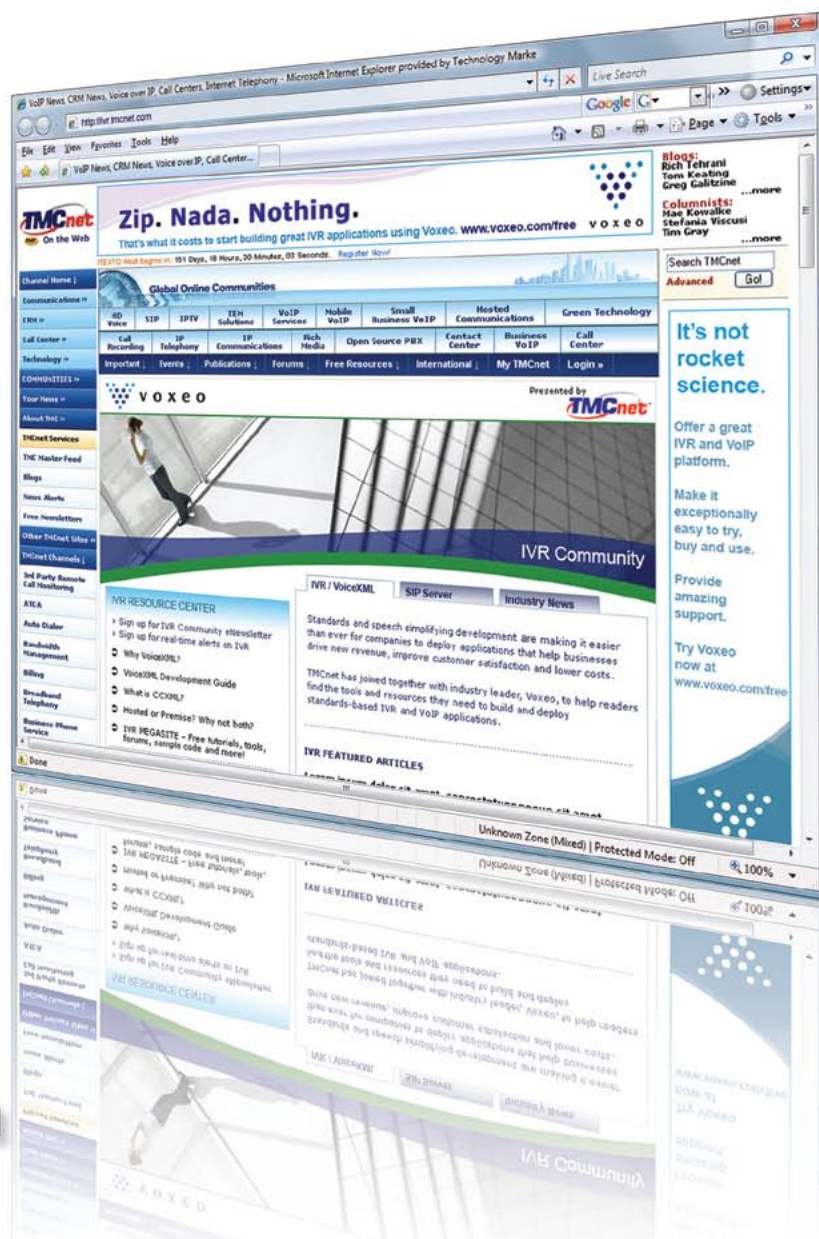 VoIP News, CRM News, Voice over IP, Call Centers, Internet Telephony - Microsoft Internet Explorer provided by Technology Marke
http://ivr.tmcnet.com
Live Search
Google
Settings
File Edit View Favorites Tools Help
VoIP News, CRM News, Voice over IP, Call Center...
Page Tools
TMCnet
On the Web
Zip. Nada. Nothing.
That's what it costs to start building great IVR applications using Voxeo. www.voxeo.com/free
voxeo
Blogs:
Rich Tehrani
Tom Keating
Greg Galitzine
...more
Columnists:
Mae Kowalke
Stefania Viscusi
Tim Gray
...more
Search TMCnet
Advanced Go!
begins in: 151 Days, 18 Hours, 30 Minutes, 03 Seconds. Register Now!
Global Online Communities
HD Voice
SIP
IPTV
TEM Solutions
VoIP Services
Mobile VoIP
Small Business VoIP
Hosted Communications
Green Technology
Call Recording
IP Telephony
IP Communications
Rich Media
Open Source PBX
Contact Center
Business VoIP
Call Center
Important Events Publications Forums Free Resources International My TMCnet Login »
Channel Home
Communications »
CRM »
Call Center »
Technology »
COMMUNITIES »
Your News »
About TMC »
TMCnet Services
TMC Master Feed
Blogs
News Alerts
Free Newsletters
Other TMCnet Sites »
TMCnet Channels
3rd Party Remote
Call Monitoring
ATCA
Auto Dialer
Bandwidth
Management
Billing
Broadband
Telephony
Business Phone
Service
voxeo
Presented by
TMCnet
IVR Community
IVR RESOURCE CENTER
Sign up for IVR Community eNewsletter
Sign up for real-time alerts on IVR
Why VoiceXML?
VoiceXML Development Guide
What is CCXML?
Hosted or Premise? Why not both?
IVR MEGASITE – Free tutorials, tools,
forums, sample code and more!
IVR / VoiceXML
SIP Server
Industry News
Standards and speech simplifying development are making it easier
than ever for companies to deploy applications that help businesses
drive new revenue, improve customer satisfaction and lower costs.
TMCnet has joined together with industry leader, Voxeo, to help readers
find the tools and resources they need to build and deploy
standards-based IVR and VoIP applications.
IVR FEATURED ARTICLES
It's not
rocket
science.
Offer a great
IVR and VoIP
platform.
Make it
exceptionally
easy to try,
buy and use.
Provide
amazing
support.
Try Voxeo
now at
www.voxeo.com/free
Done
Unknown Zone (Mixed) | Protected Mode: Off
100%